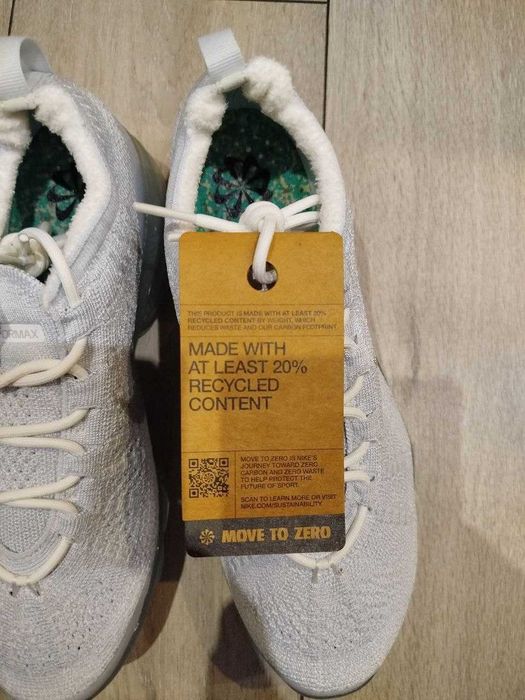 ORMAX
THIS PRODUCT IS MADE WITH AT LEAST 20%
RECYCLED CONTENT BY WEIGHT, WHICH
REDUCES WASTE AND OUR CARBON FOOTPRINT
MADE WITH
AT LEAST 20%
RECYCLED
CONTENT
MOVE TO ZERO IS NIKE'S
JOURNEY TOWARD ZERO
CARBON AND ZERO WASTE
TO HELP PROTECT THE
FUTURE OF SPORT.
SCAN TO LEARN MORE OR VISIT
NIKE.COM/SUSTAINABILITY
MOVE TO ZERO